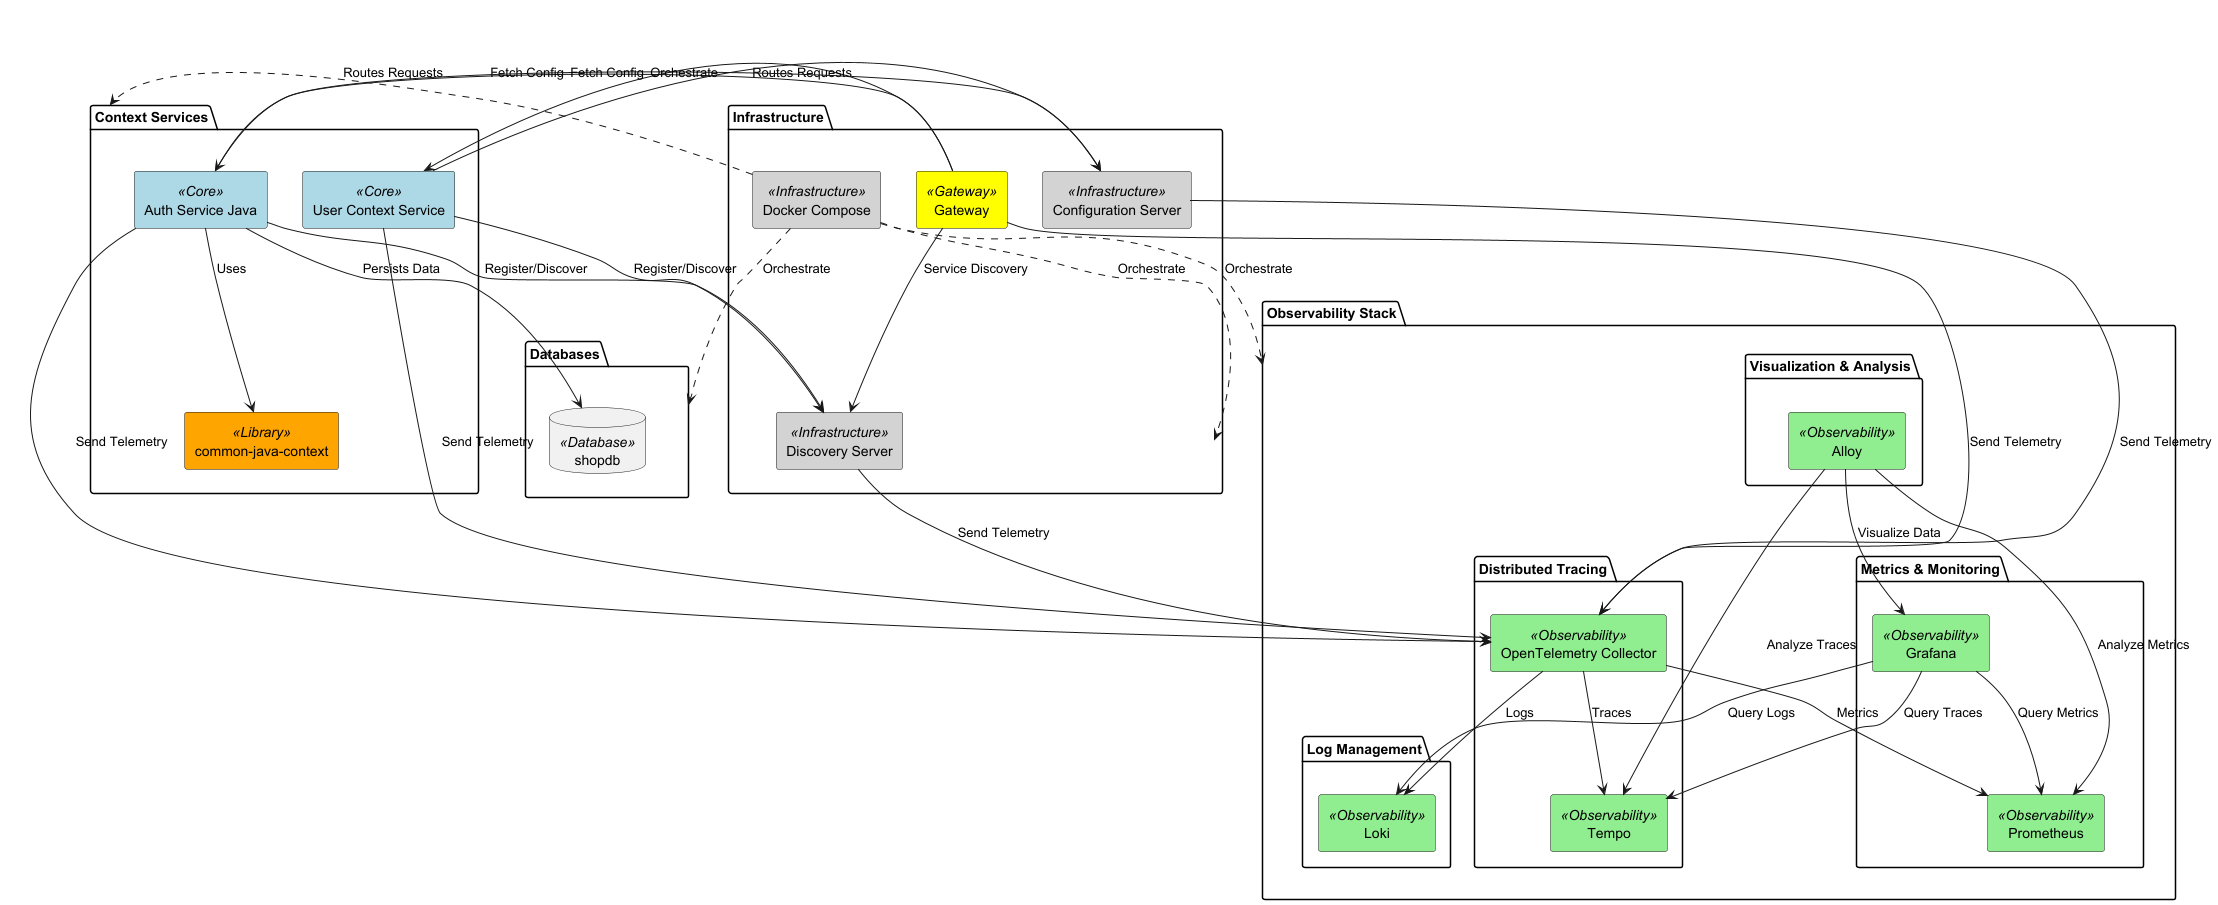 Routes Requests
Fetch Config
Fetch Config
Orchestrate
Routes Requests
Context Services
Infrastructure
«Core»
Auth Service Java
«Core»
User Context Service
«Infrastructure»
Docker Compose
«Gateway»
Gateway
«Infrastructure»
Configuration Server
Uses
Persists Data
Register/Discover
Register/Discover
Orchestrate
Service Discovery
Orchestrate
Orchestrate
Observability Stack
Databases
Visualization & Analysis
Send Telemetry
«Library»
common-java-context
Send Telemetry
«Database»
shopdb
«Infrastructure»
Discovery Server
«Observability»
Alloy
Send Telemetry
Send Telemetry
Send Telemetry
Visualize Data
Distributed Tracing
Metrics & Monitoring
«Observability»
OpenTelemetry Collector
Analyze Traces
«Observability»
Grafana
Analyze Metrics
Logs
Traces
Query Logs
Metrics
Query Traces
Query Metrics
Log Management
«Observability»
Loki
«Observability»
Tempo
«Observability»
Prometheus